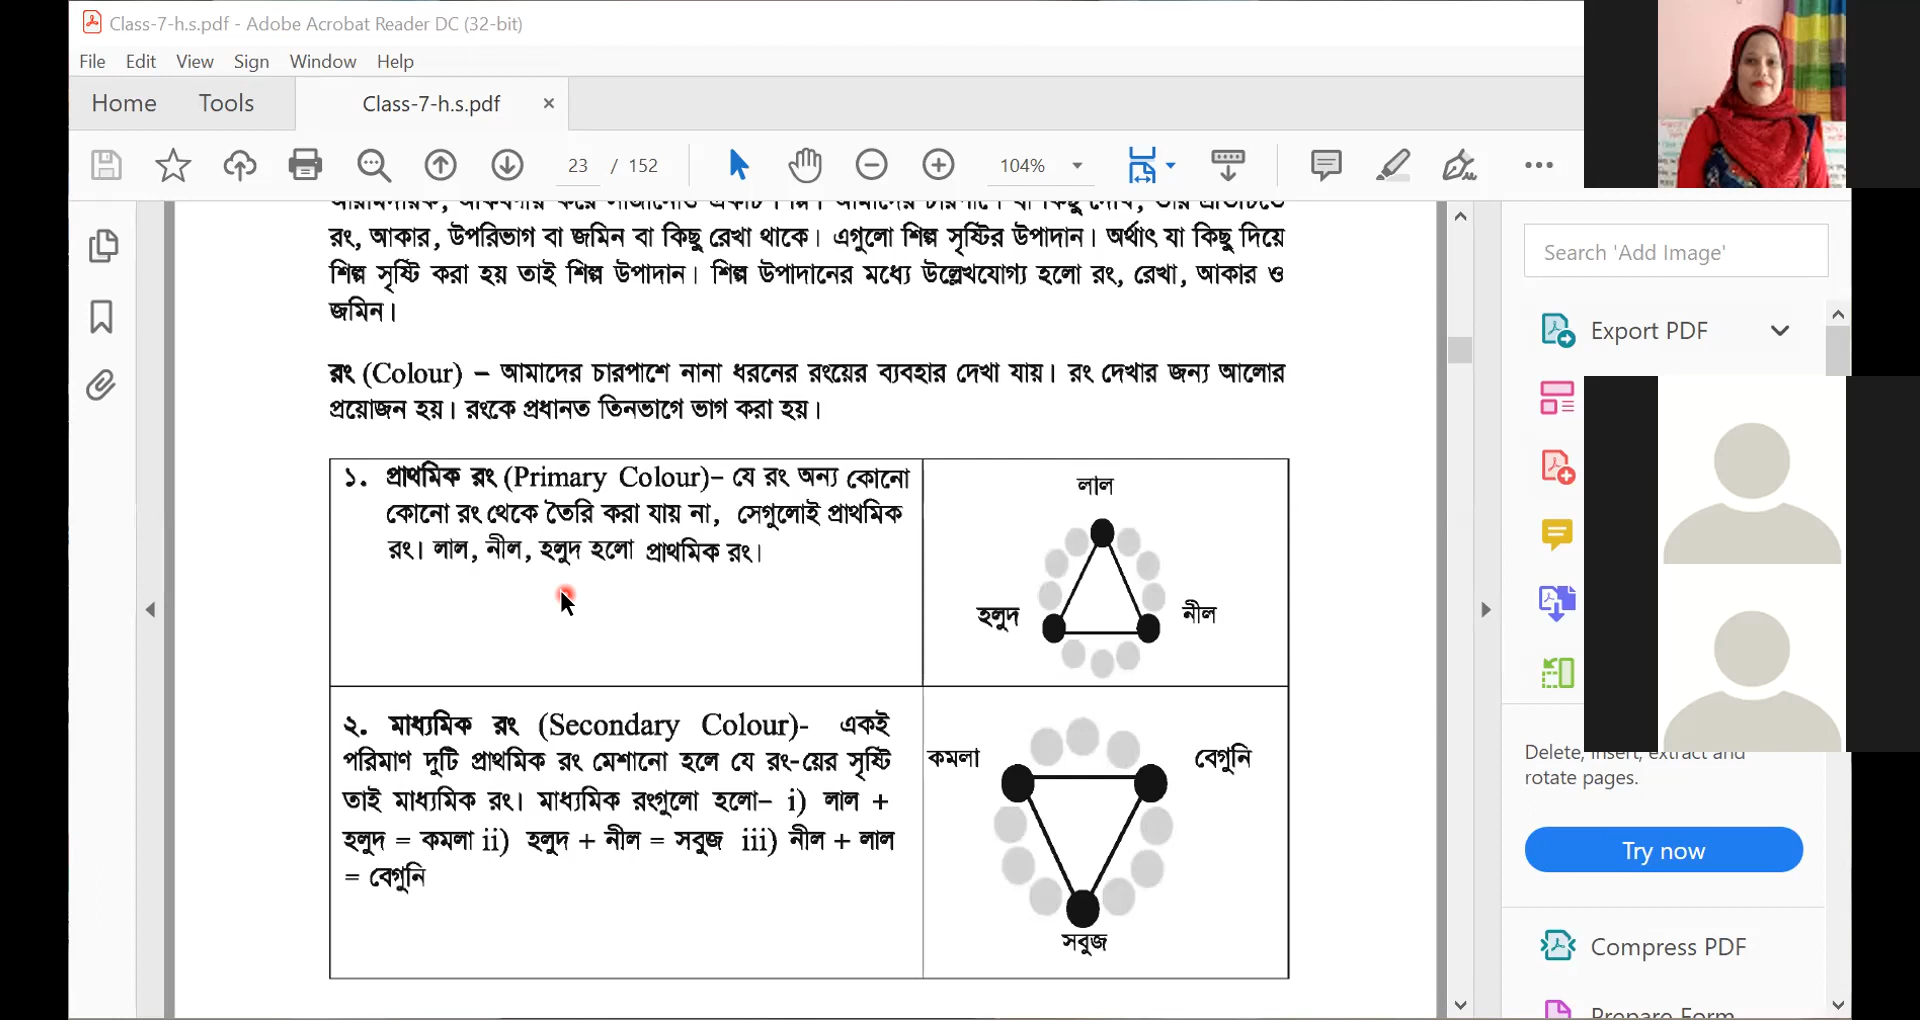 Class-7-h.s.pdf - Adobe Acrobat Reader DC (32-bit)
File Edit View Sign Window Help
Home Tools Class-7-h.s.pdf ×
23 / 152 104%
রং, আকার, উপরিভাগ বা জমিন বা কিছু রেখা থাকে। এগুলো শিল্প সৃষ্টির উপাদান। অর্থাৎ যা কিছু দিয়ে
শিল্প সৃষ্টি করা হয় তাই শিল্প উপাদান। শিল্প উপাদানের মধ্যে উল্লেখযোগ্য হলো রং, রেখা, আকার ও
জমিন।
রং (Colour) – আমাদের চারপাশে নানা ধরনের রংয়ের ব্যবহার দেখা যায়। রং দেখার জন্য আলোর
প্রয়োজন হয়। রংকে প্রধানত তিনভাগে ভাগ করা হয়।
১. প্রাথমিক রং (Primary Colour)– যে রং অন্য কোনো
কোনো রং থেকে তৈরি করা যায় না, সেগুলোই প্রাথমিক
রং। লাল, নীল, হলুদ হলো প্রাথমিক রং।
লাল
হলুদ
নীল
২. মাধ্যমিক রং (Secondary Colour)- একই
পরিমাণ দুটি প্রাথমিক রং মেশানো হলে যে রং-য়ের সৃষ্টি
তাই মাধ্যমিক রং। মাধ্যমিক রংগুলো হলো– i) লাল +
হলুদ = কমলা ii) হলুদ + নীল = সবুজ iii) নীল + লাল
= বেগুনি
কমলা
বেগুনি
সবুজ
Search 'Add Image'
Export PDF
Delete, insert, extract and
rotate pages.
Try now
Compress PDF
Prepare Form